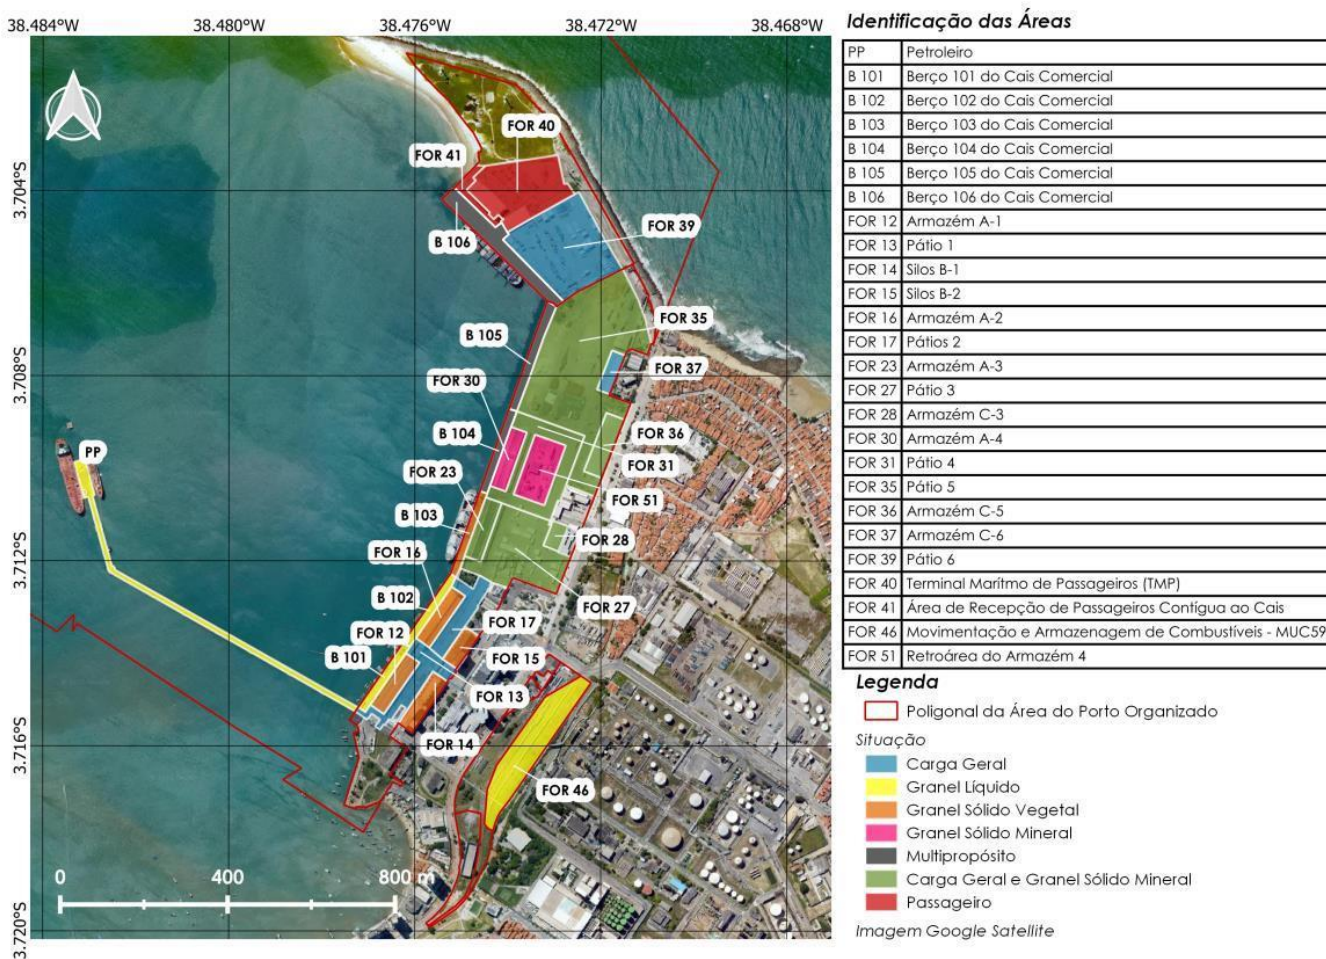 38.484°W 38.480°W 38.476°W 38.472°W 38.468°W
3.704°S
3.708°S
3.712°S
3.716°S
3.720°S
FOR 40
FOR 41
B 106
FOR 39
FOR 35
B 105
FOR 37
FOR 30
B 104
FOR 36
PP
FOR 31
FOR 23
FOR 51
B 103
FOR 28
FOR 16
B 102
FOR 27
FOR 17
FOR 12
FOR 15
B 101
FOR 13
FOR 14
FOR 46
0 400 800 m
Identificação das Áreas
PP Petroleiro
B 101 Berço 101 do Cais Comercial
B 102 Berço 102 do Cais Comercial
B 103 Berço 103 do Cais Comercial
B 104 Berço 104 do Cais Comercial
B 105 Berço 105 do Cais Comercial
B 106 Berço 106 do Cais Comercial
FOR 12 Armazém A-1
FOR 13 Pátio 1
FOR 14 Silos B-1
FOR 15 Silos B-2
FOR 16 Armazém A-2
FOR 17 Pátios 2
FOR 23 Armazém A-3
FOR 27 Pátio 3
FOR 28 Armazém C-3
FOR 30 Armazém A-4
FOR 31 Pátio 4
FOR 35 Pátio 5
FOR 36 Armazém C-5
FOR 37 Armazém C-6
FOR 39 Pátio 6
FOR 40 Terminal Marítmo de Passageiros (TMP)
FOR 41 Área de Recepção de Passageiros Contígua ao Cais
FOR 46 Movimentação e Armazenagem de Combustíveis - MUC59
FOR 51 Retroárea do Armazém 4
Legenda
Poligonal da Área do Porto Organizado
Situação
Carga Geral
Granel Líquido
Granel Sólido Vegetal
Granel Sólido Mineral
Multipropósito
Carga Geral e Granel Sólido Mineral
Passageiro
Imagem Google Satellite